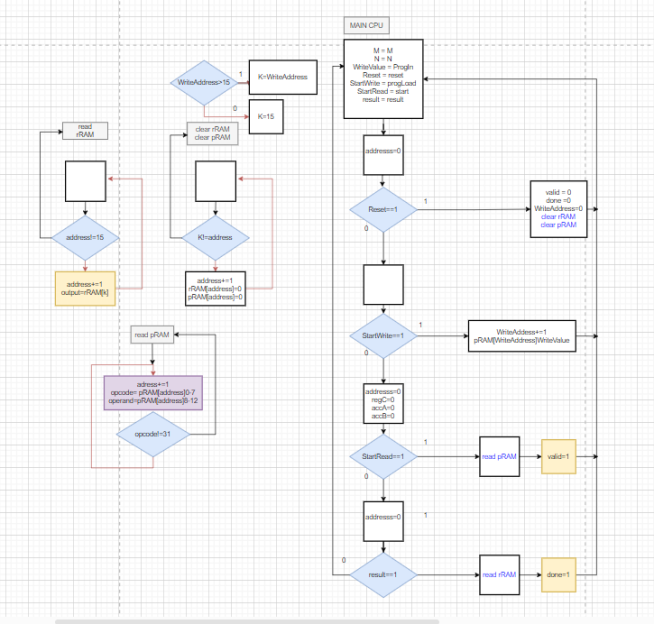 MAIN CPU
M = M
N = N
WriteValue = ProgIn
Reset = reset
StartWrite = progLoad
StartRead = start
result = result
WriteAddress>15
1
K=WriteAddress
0
K=15
read
rRAM
clear rRAM
clear pRAM
addresss=0
Reset==1
1
0
valid = 0
done =0
WriteAddress=0
clear rRAM
clear pRAM
address!=15
K!=address
address+=1
output=rRAM[k]
address+=1
rRAM[address]=0
pRAM[address]=0
StartWrite==1
1
0
WriteAddess+=1
pRAM[WriteAddress]WriteValue
read pRAM
adress+=1
opcode= pRAM[address]0-7
operand=pRAM[address]8-12
opcode!=31
addresss=0
regC=0
accA=0
accB=0
StartRead==1
1
0
read pRAM
valid=1
addresss=0
1
result==1
0
read rRAM
done=1